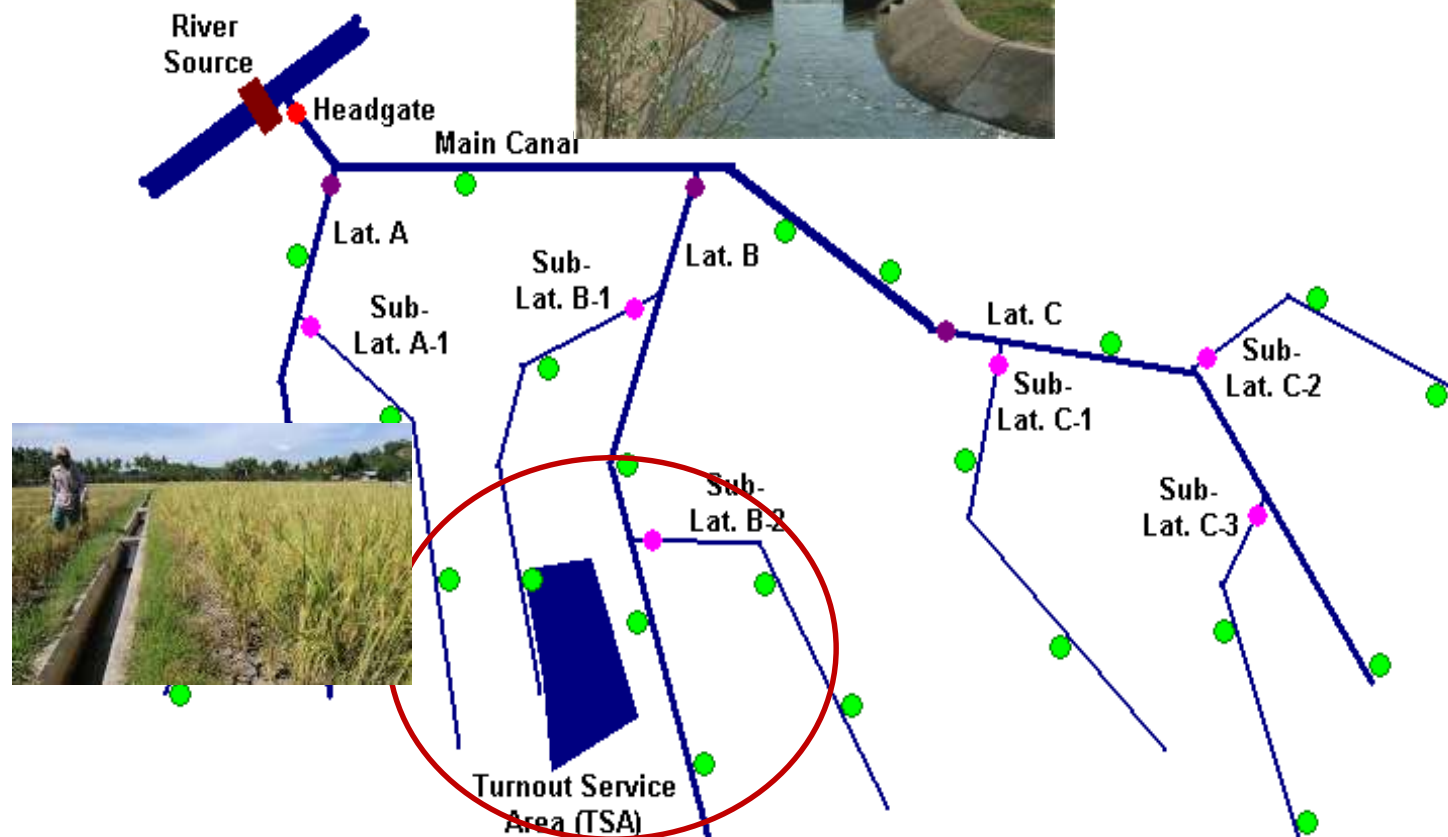 River
Source
Headgate
Main Canal
Lat. A
Lat. B
Sub-
Lat. B-1
Sub-
Lat. A-1
Lat. C
Sub-
Lat. C-2
Sub-
Lat. C-1
Sub-
Lat. B-2
Sub-
Lat. C-3
Turnout Service
Area (TSA)